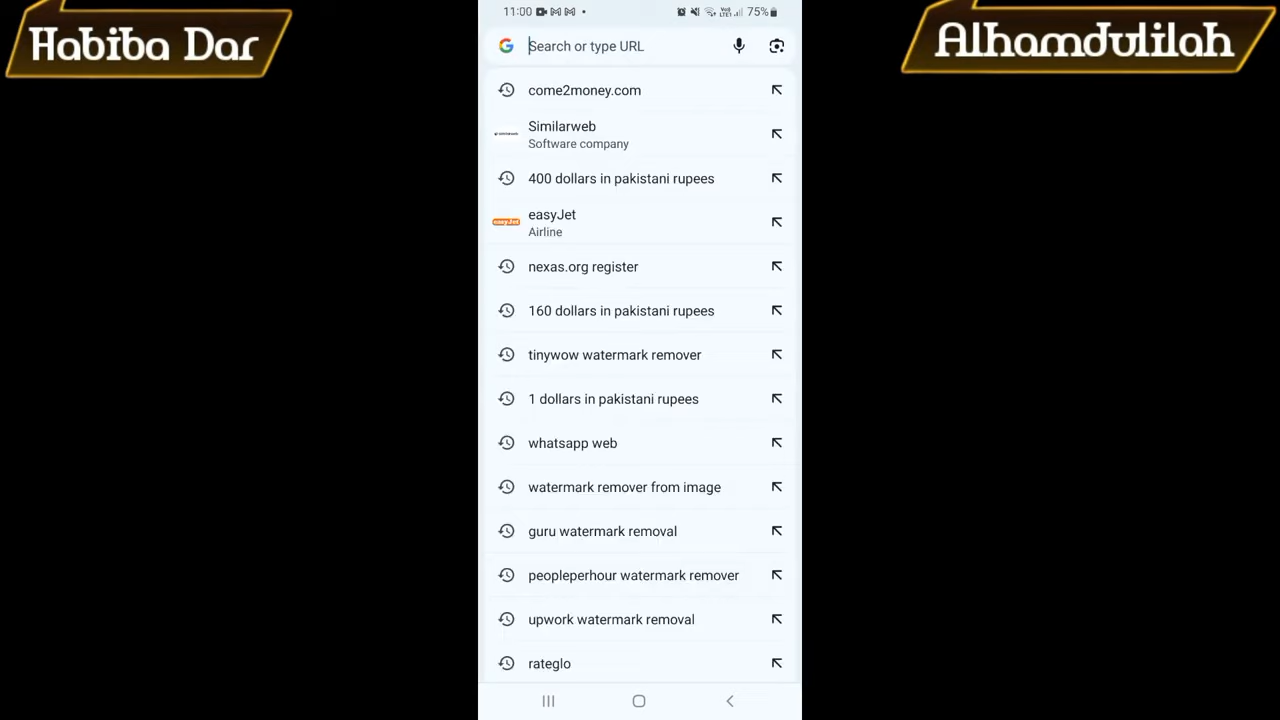 Habiba Dar
Alhamdulilah
11:00
75%
Search or type URL
come2money.com
Similarweb
Software company
400 dollars in pakistani rupees
easyJet
easyJet
Airline
nexas.org register
160 dollars in pakistani rupees
tinywow watermark remover
1 dollars in pakistani rupees
whatsapp web
watermark remover from image
guru watermark removal
peopleperhour watermark remover
upwork watermark removal
rateglo